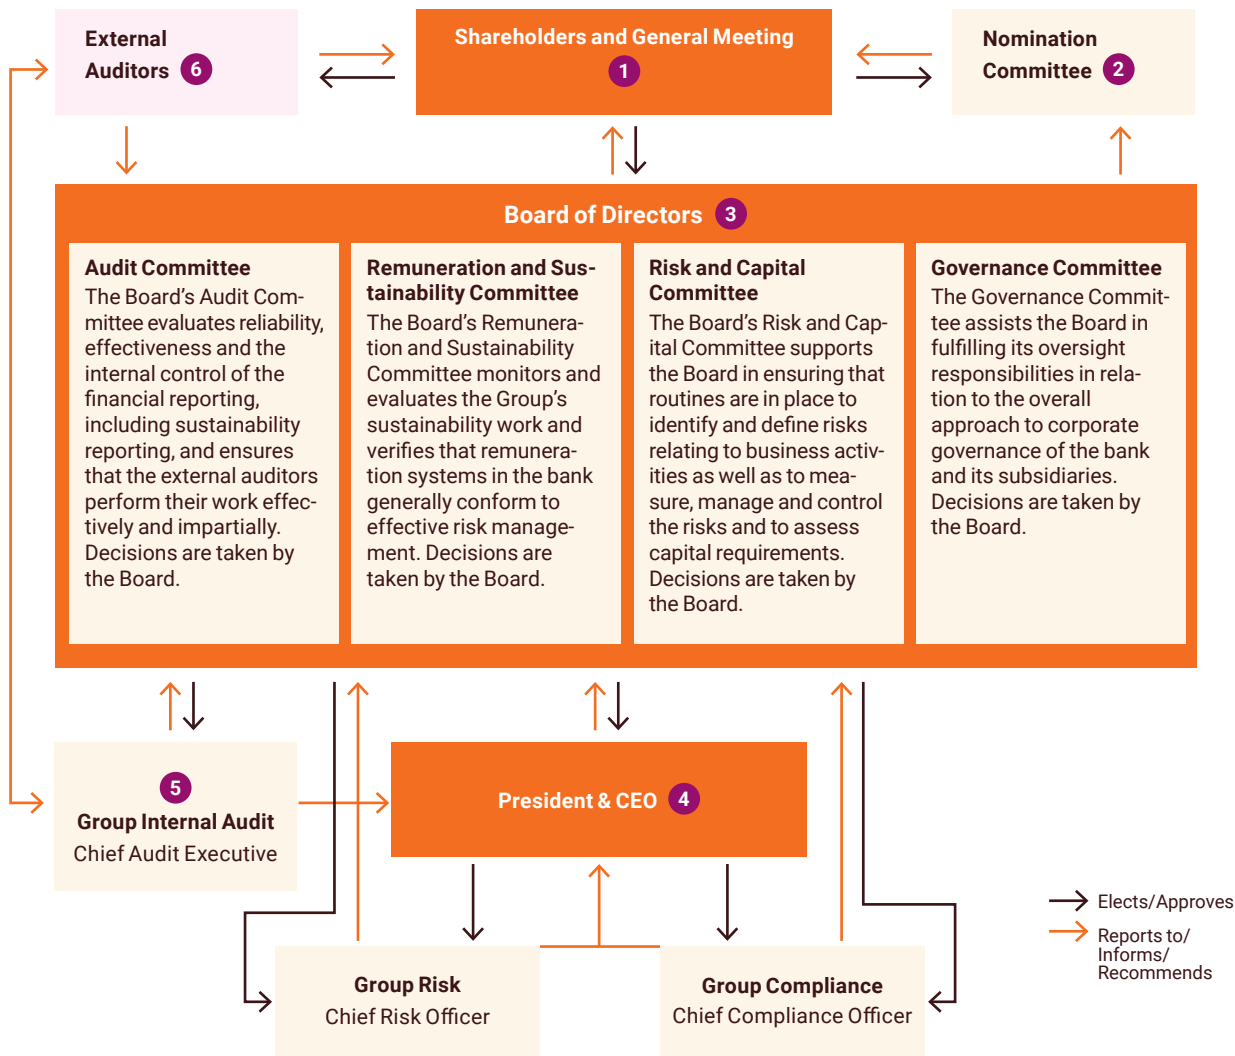 External
Auditors 6
Shareholders and General Meeting
1
Nomination
Committee 2
Board of Directors 3
Audit Committee
The Board’s Audit Com-
mittee evaluates reliability,
effectiveness and the
internal control of the
financial reporting,
including sustainability
reporting, and ensures
that the external auditors
perform their work effec-
tively and impartially.
Decisions are taken by
the Board.
Remuneration and Sus-
tainability Committee
The Board’s Remunera-
tion and Sustainability
Committee monitors and
evaluates the Group’s
sustainability work and
verifies that remunera-
tion systems in the bank
generally conform to
effective risk manage-
ment. Decisions are
taken by the Board.
Risk and Capital
Committee
The Board’s Risk and Cap-
ital Committee supports
the Board in ensuring that
routines are in place to
identify and define risks
relating to business activ-
ities as well as to mea-
sure, manage and control
the risks and to assess
capital requirements.
Decisions are taken by
the Board.
Governance Committee
The Governance Commit-
tee assists the Board in
fulfilling its oversight
responsibilities in rela-
tion to the overall
approach to corporate
governance of the bank
and its subsidiaries.
Decisions are taken by
the Board.
5
Group Internal Audit
Chief Audit Executive
President & CEO 4
Group Risk
Chief Risk Officer
Group Compliance
Chief Compliance Officer
Elects/Approves
Reports to/
Informs/
Recommends